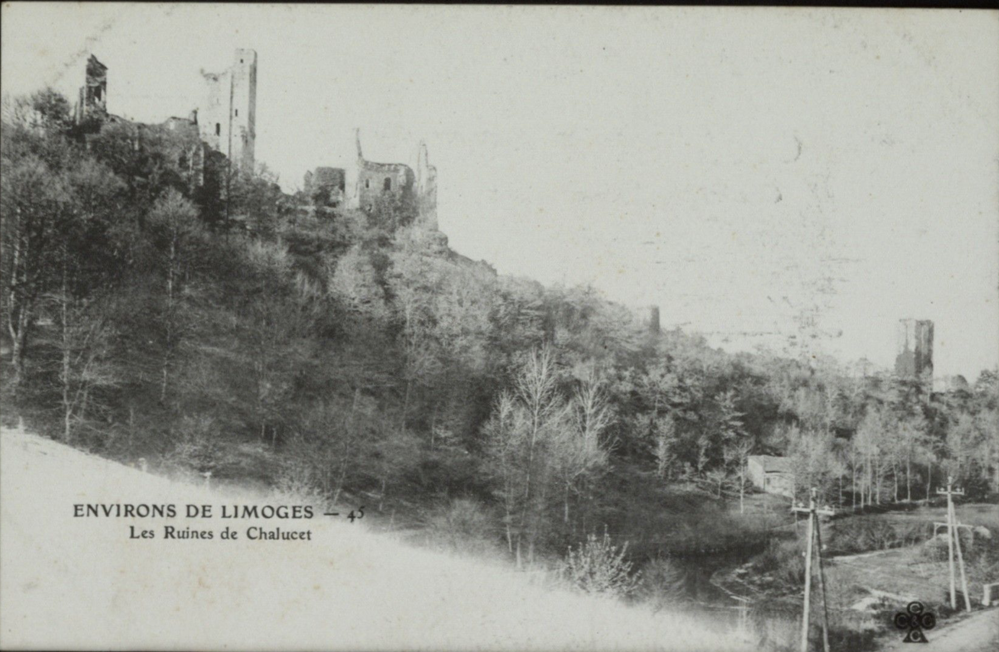 ENVIRONS DE LIMOGES — 45
Les Ruines de Chalucet
C
C & C
C